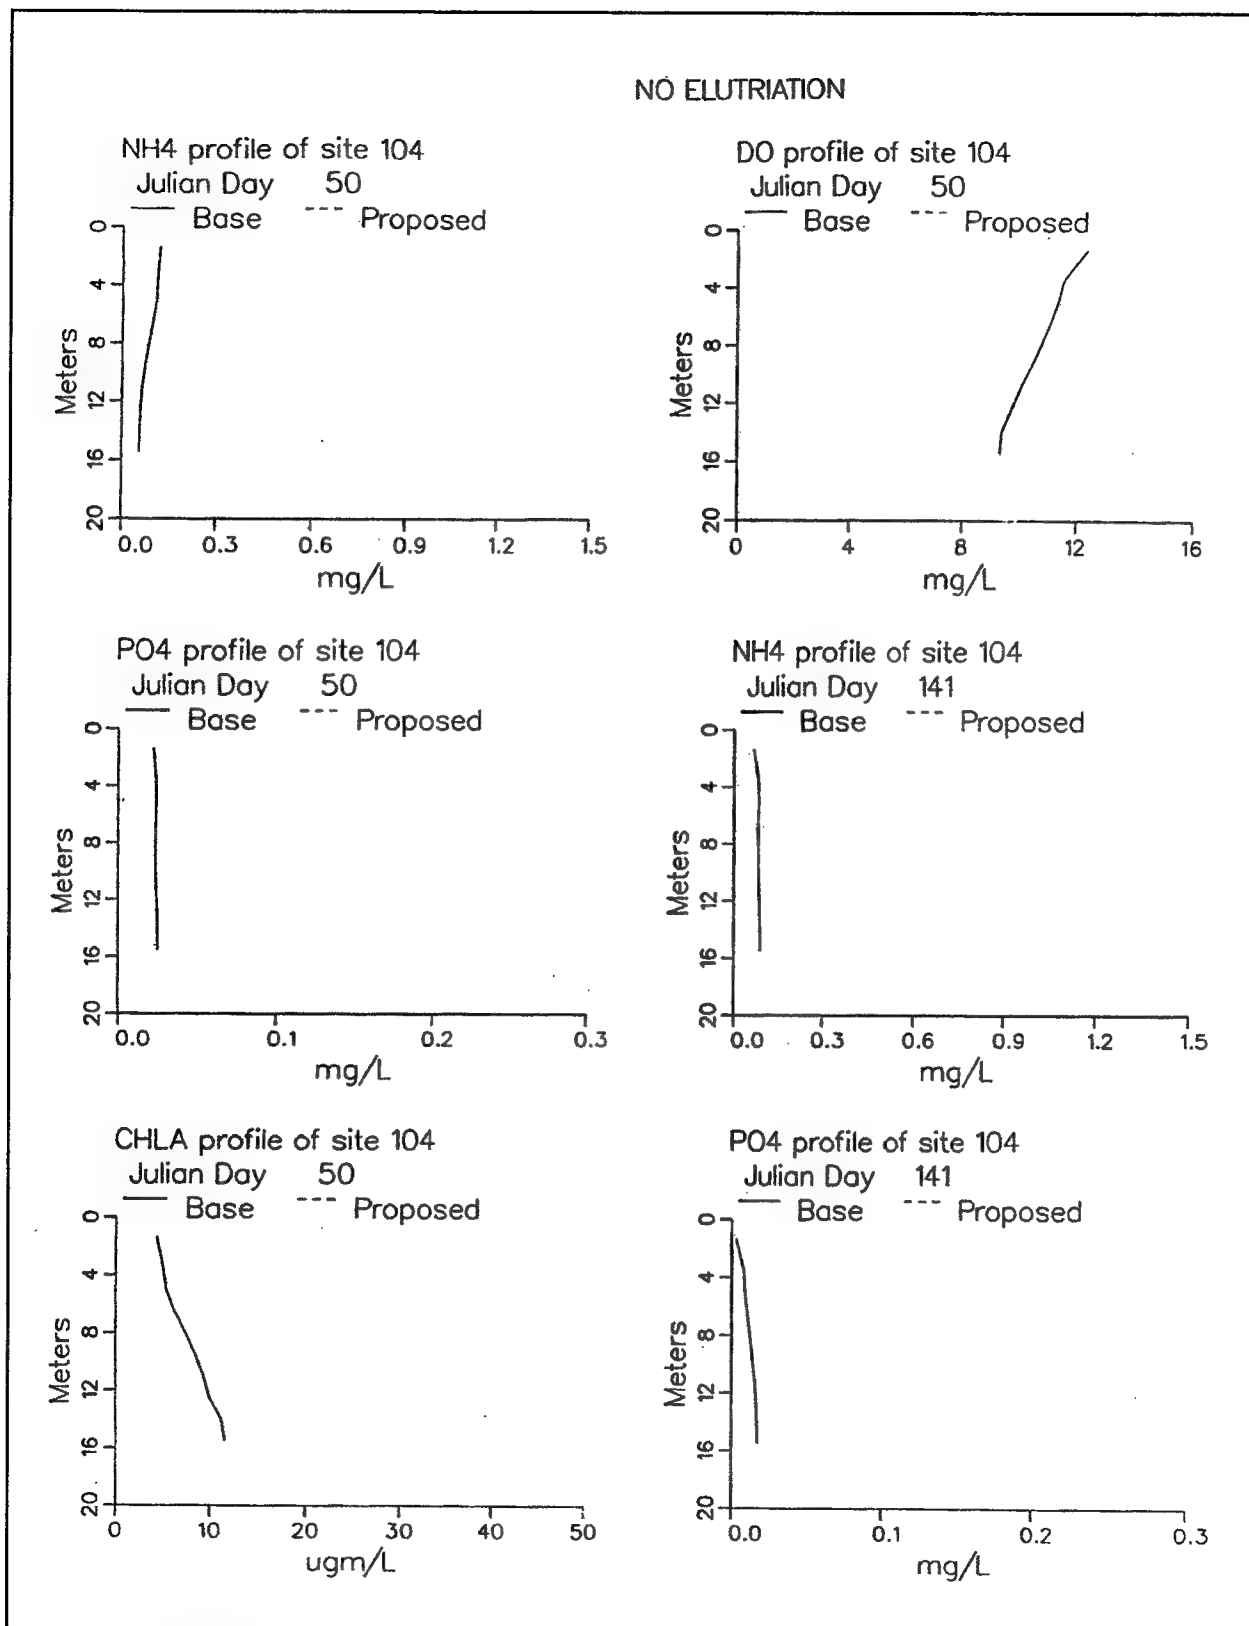 NO ELUTRIATION
NH4 profile of site 104
Julian Day 50
Base Proposed
0
4
8
12
16
20
Meters
0.0 0.3 0.6 0.9 1.2 1.5
mg/L
DO profile of site 104
Julian Day 50
Base Proposed
0
4
8
12
16
20
Meters
0 4 8 12 16
mg/L
PO4 profile of site 104
Julian Day 50
Base Proposed
0
4
8
12
16
20
Meters
0.0 0.1 0.2 0.3
mg/L
NH4 profile of site 104
Julian Day 141
Base Proposed
0
4
8
12
16
20
Meters
0.0 0.3 0.6 0.9 1.2 1.5
mg/L
CHLA profile of site 104
Julian Day 50
Base Proposed
0
4
8
12
16
20
Meters
0 10 20 30 40 50
ugm/L
PO4 profile of site 104
Julian Day 141
Base Proposed
0
4
8
12
16
20
Meters
0.0 0.1 0.2 0.3
mg/L